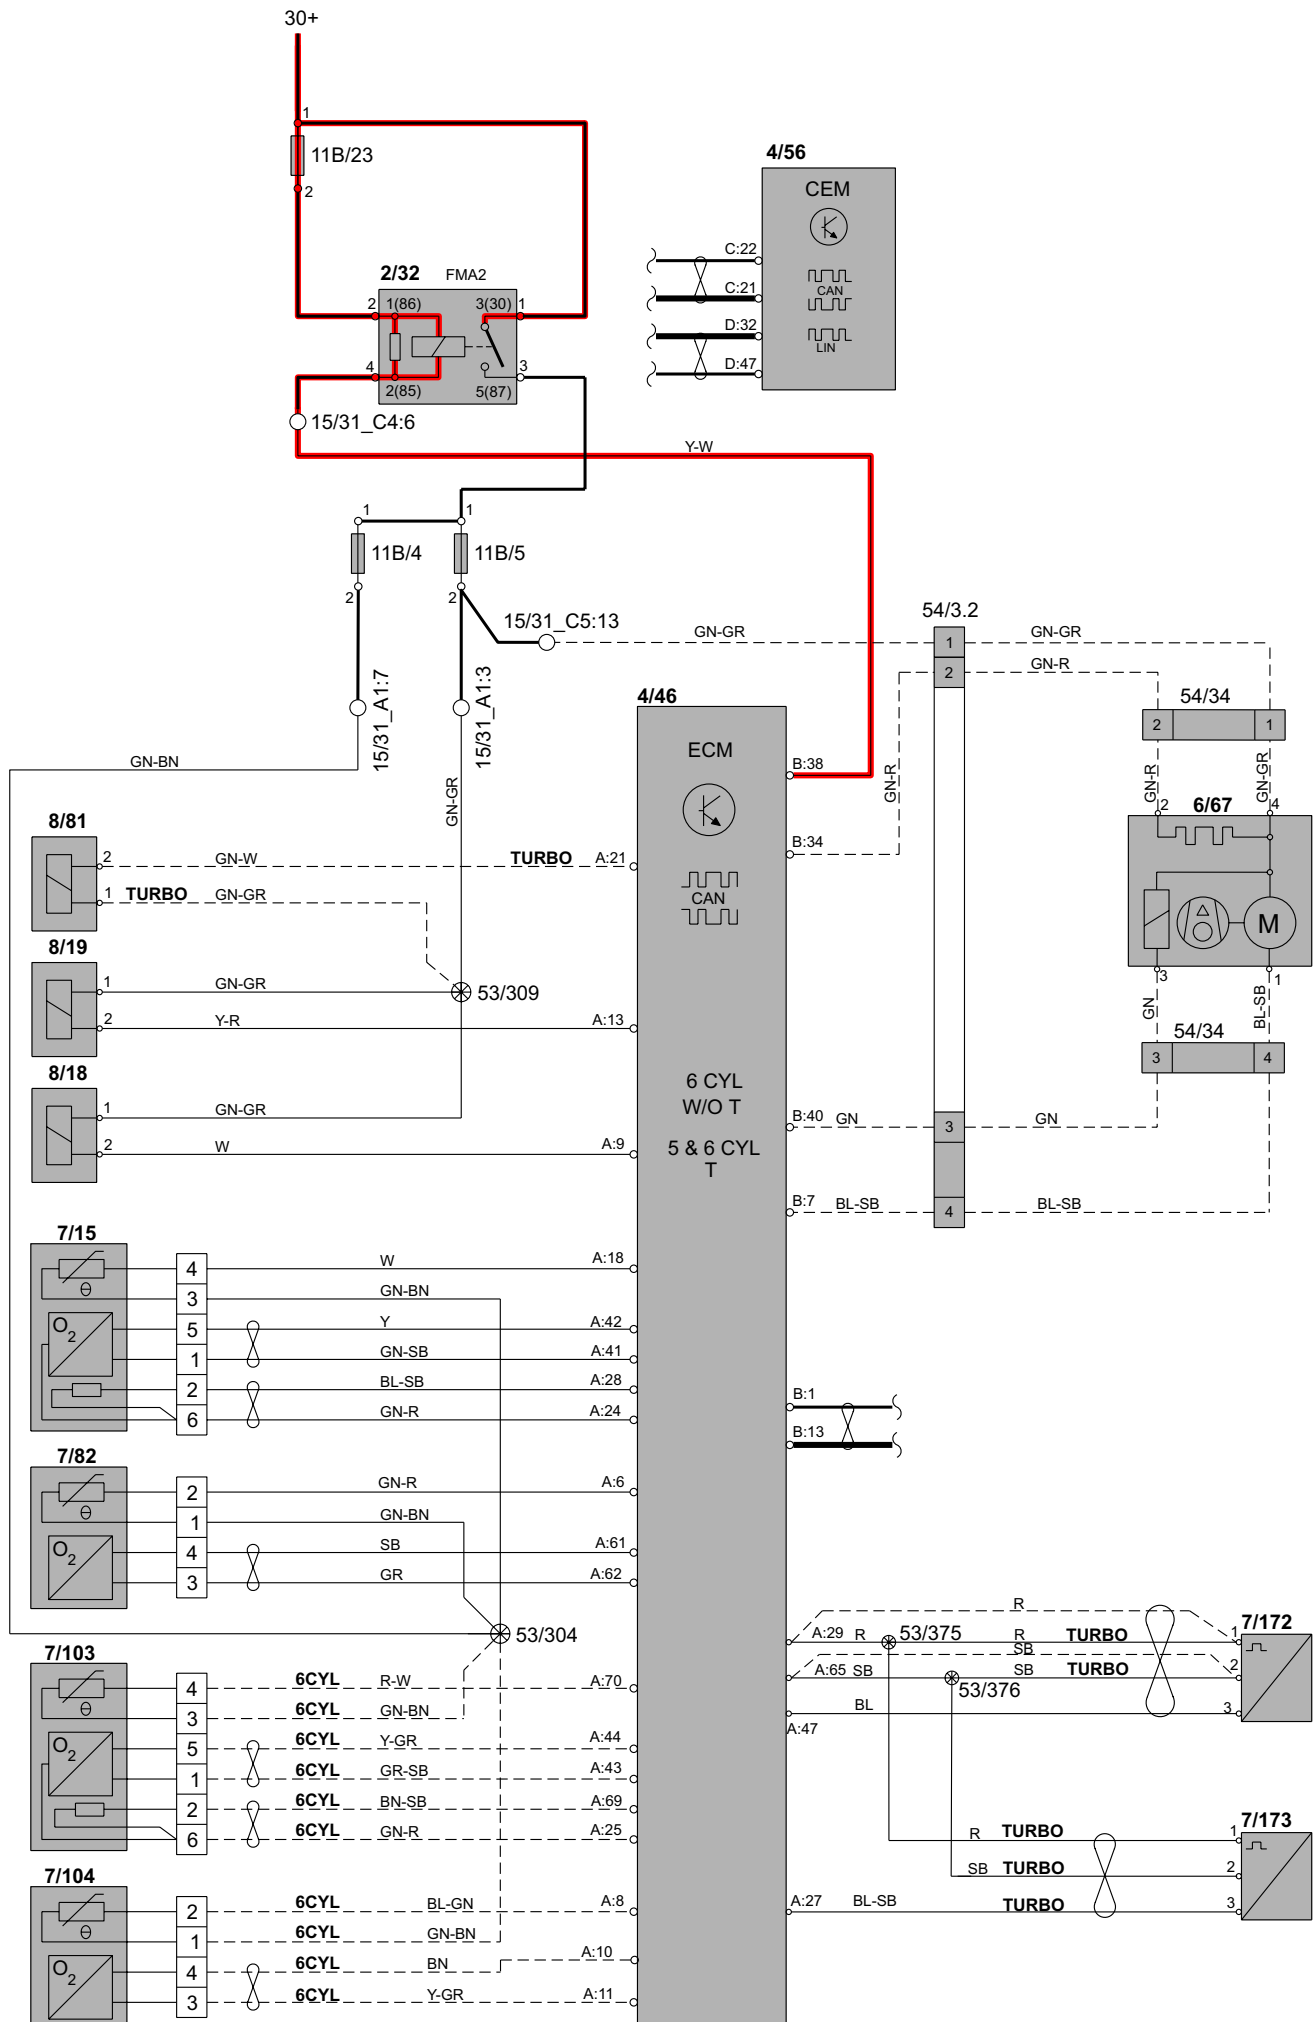 30+
1
11B/23
2
4/56
CEM
C:22
C:21
CAN
D:32
LIN
D:47
2/32 FMA2
2 1(86) 3(30) 1
4 3
2(85) 5(87)
15/31_C4:6
Y-W
1 1
11B/4 11B/5
2 2
15/31_C5:13
GN-GR
54/3.2
1 GN-GR
2 GN-R
15/31_A1:7
15/31_A1:3
4/46
54/34
2 1
ECM
GN-BN
B:38
GN-R
GN-R
GN-GR
GN-GR
6/67
2 4
8/81
B:34
2 GN-W TURBO A:21
1 TURBO GN-GR
CAN
M
8/19
3 1
1 GN-GR
53/309
GN
BL-SB
2 Y-R A:13
54/34
3 4
8/18
6 CYL
W/O T
5 & 6 CYL
T
1 GN-GR
B:40 GN 3 GN
2 W A:9
B:7 BL-SB 4 BL-SB
7/15
4 W A:18
θ
3 GN-BN
O2
5 Y A:42
1 GN-SB A:41
2 BL-SB A:28
B:1
6 GN-R A:24
B:13
7/82
2 GN-R A:6
θ
1 GN-BN
O2
4 SB A:61
3 GR A:62
53/304
R
A:29 R 53/375 R TURBO 1 7/172
SB
A:65 SB 53/376 SB TURBO 2
BL 3
A:47
7/103
4 6CYL R-W A:70
θ
3 6CYL GN-BN
O2
5 6CYL Y-GR A:44
1 6CYL GR-SB A:43
2 6CYL BN-SB A:69
6 6CYL GN-R A:25
R TURBO 1 7/173
SB TURBO 2
A:27 BL-SB TURBO 3
7/104
2 6CYL BL-GN A:8
θ
1 6CYL GN-BN
O2
4 6CYL BN A:10
3 6CYL Y-GR A:11